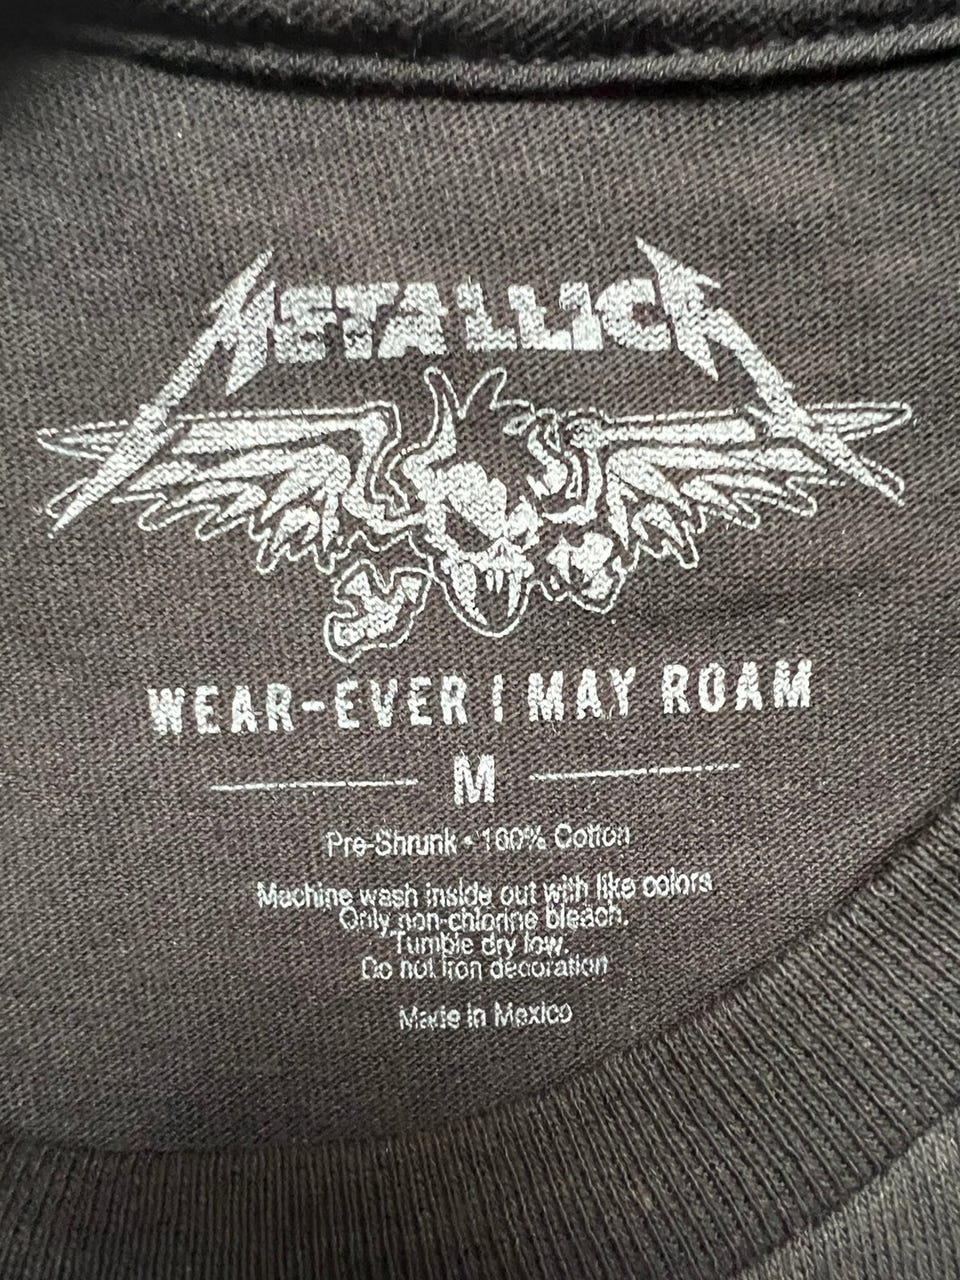 METALLICA
WEAR-EVER I MAY ROAM
M
Pre-Shrunk • 100% Cotton
Machine wash inside out with like colors
Only non-chlorine bleach.
Tumble dry low.
Do not iron decoration
Made in Mexico